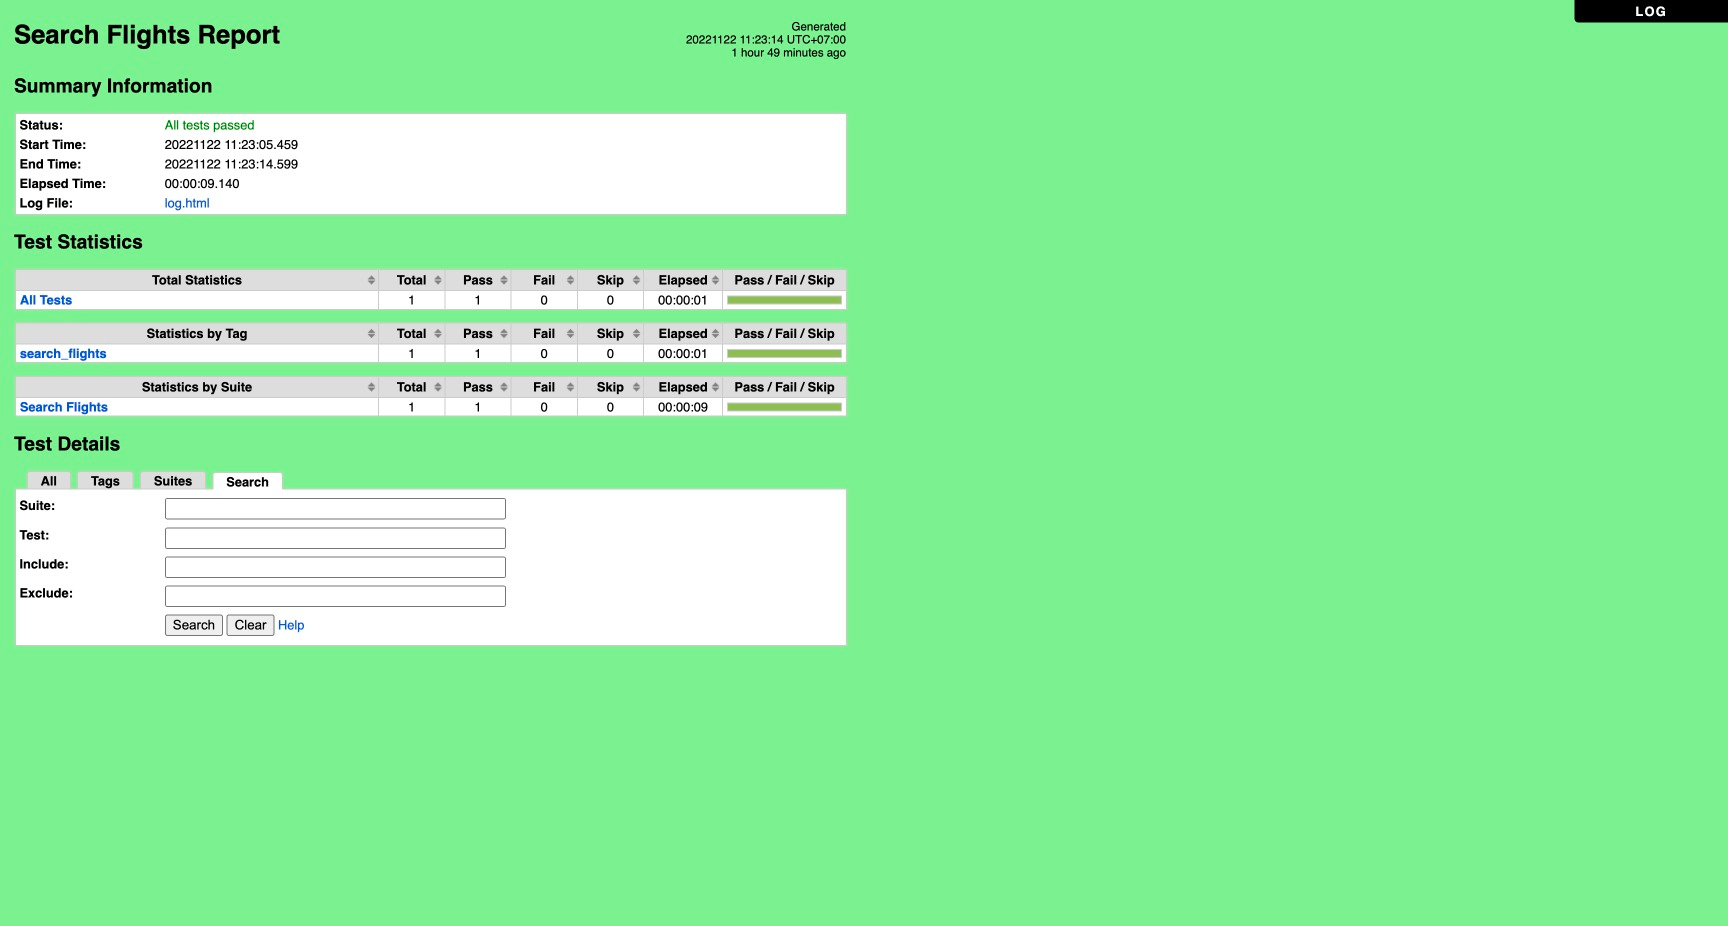 LOG
Search Flights Report
Generated
20221122 11:23:14 UTC+07:00
1 hour 49 minutes ago
Summary Information
Status: All tests passed
Start Time: 20221122 11:23:05.459
End Time: 20221122 11:23:14.599
Elapsed Time: 00:00:09.140
Log File: log.html
Test Statistics
Total Statistics Total Pass Fail Skip Elapsed Pass / Fail / Skip
All Tests 1 1 0 0 00:00:01
Statistics by Tag Total Pass Fail Skip Elapsed Pass / Fail / Skip
search_flights 1 1 0 0 00:00:01
Statistics by Suite Total Pass Fail Skip Elapsed Pass / Fail / Skip
Search Flights 1 1 0 0 00:00:09
Test Details
All Tags Suites Search
Suite:
Test:
Include:
Exclude:
Search Clear Help